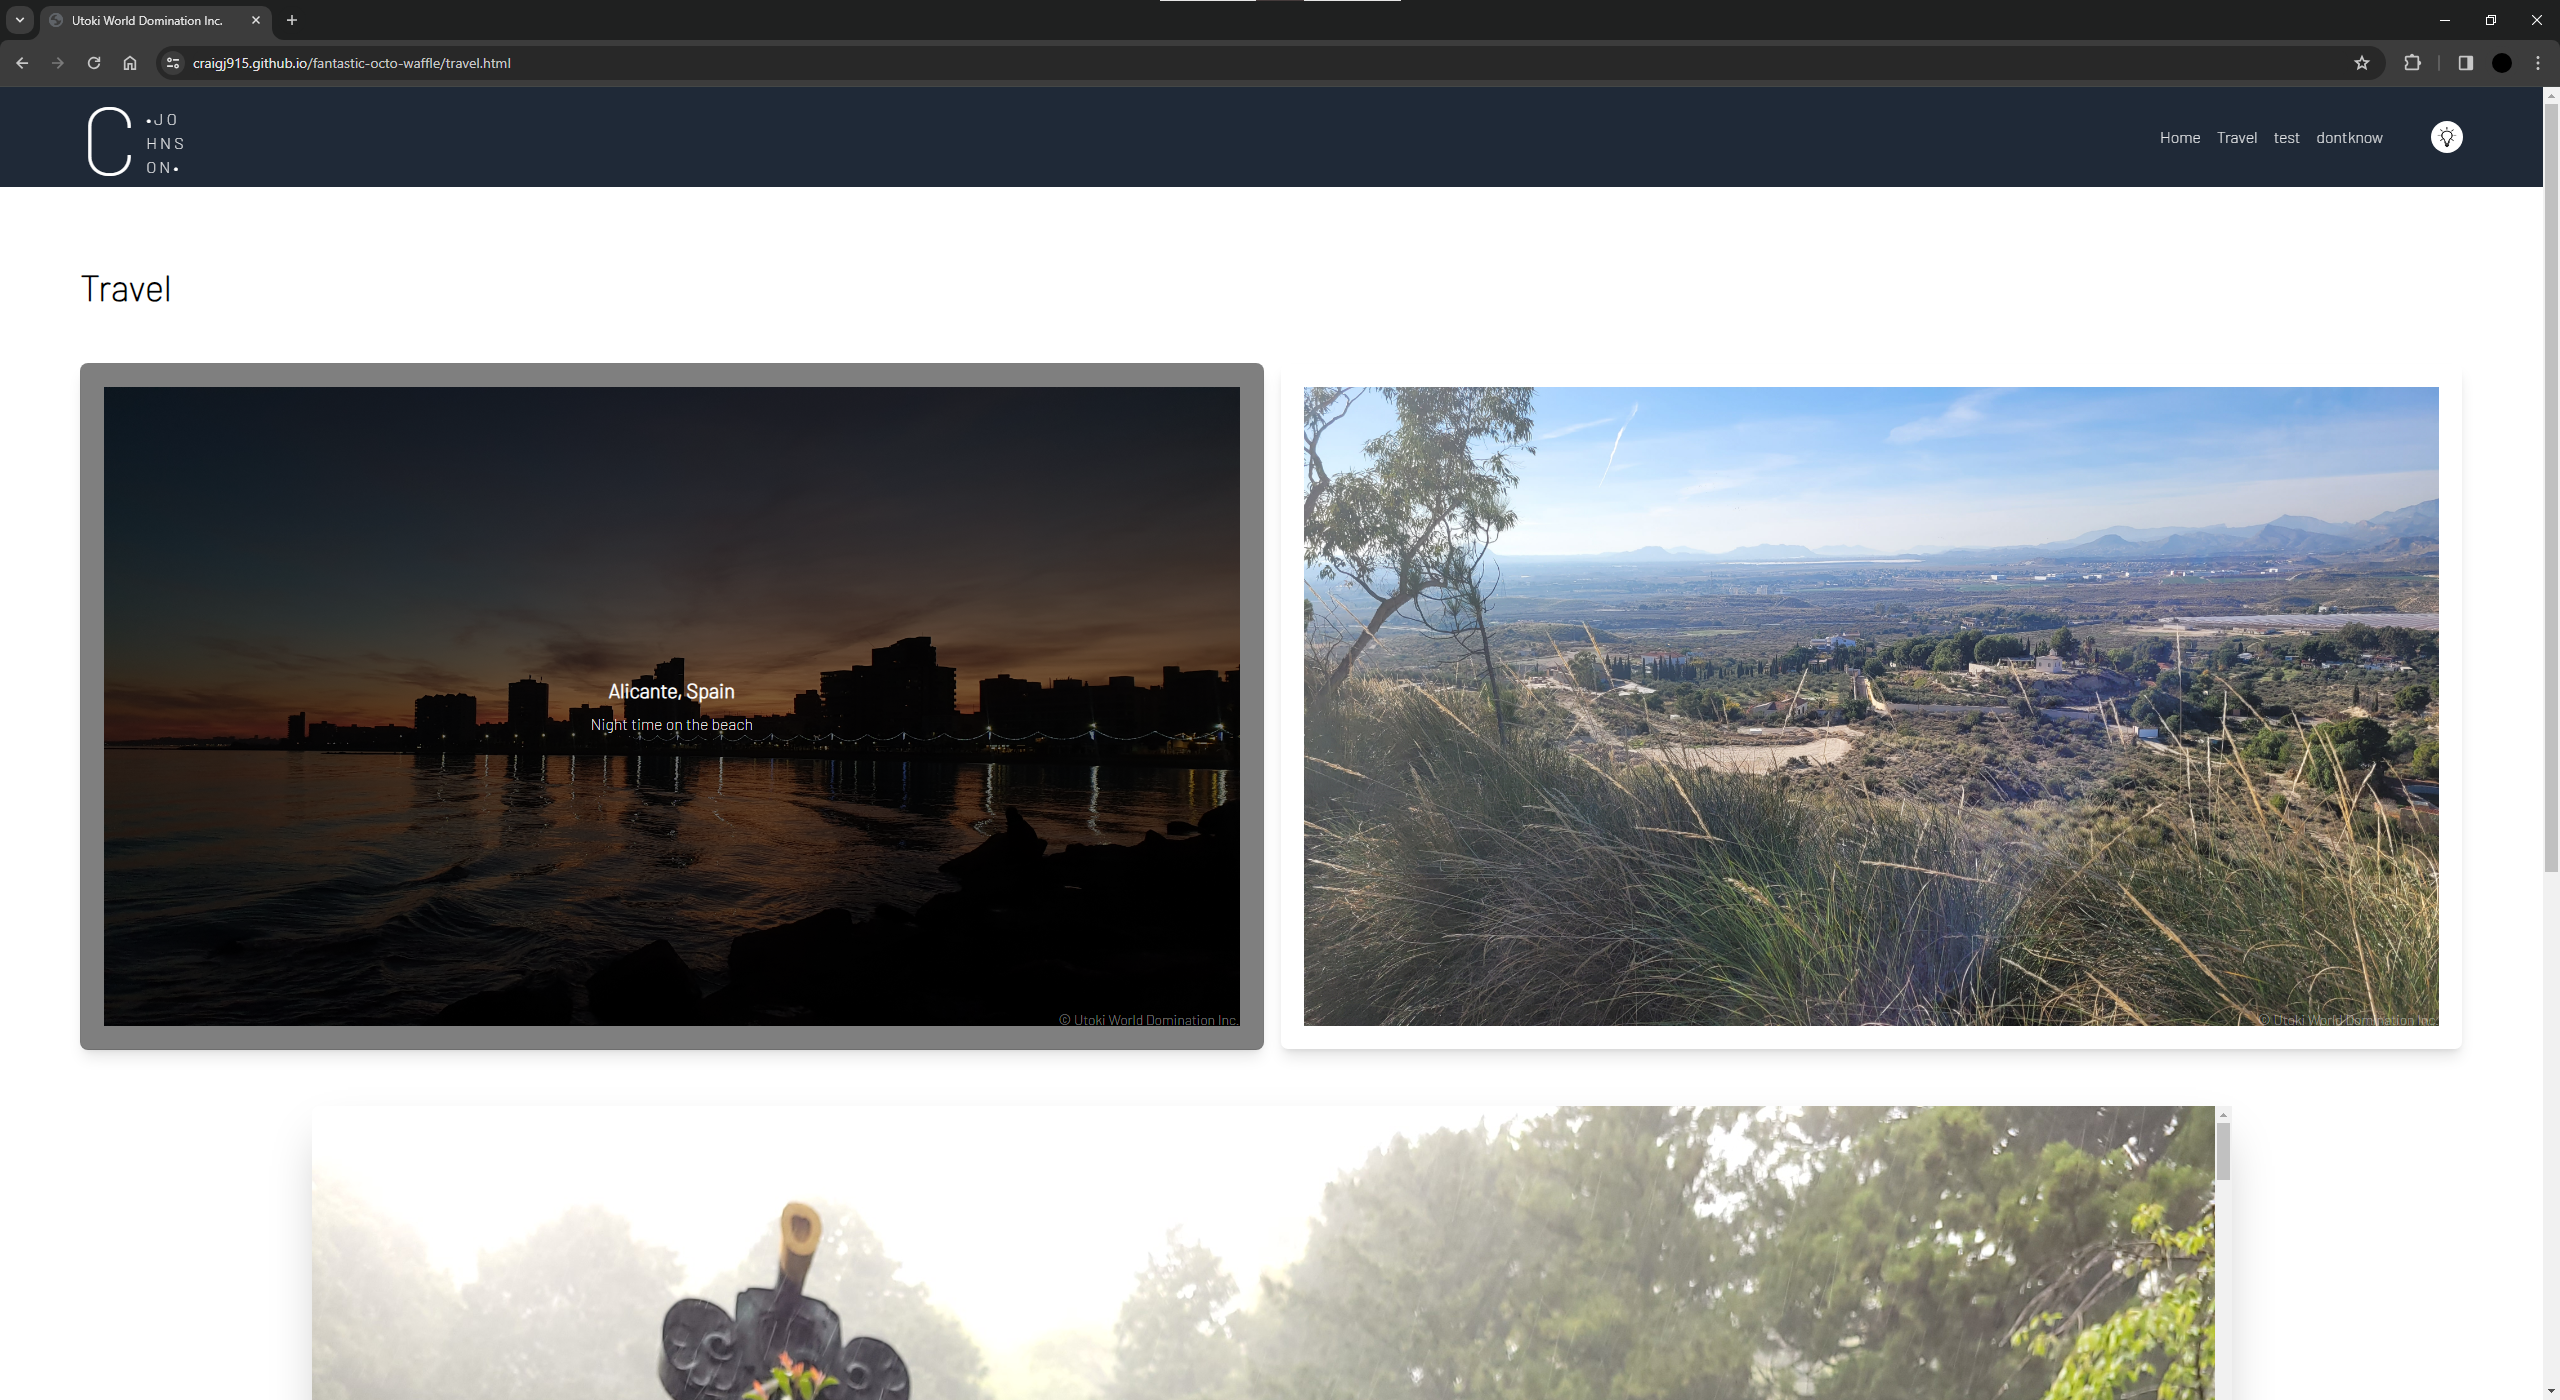 Utoki World Domination Inc.
craigj915.github.io/fantastic-octo-waffle/travel.html
C
•JO
HNS
ON•
Home Travel test dontknow
Travel
Alicante, Spain
Night time on the beach
© Utoki World Domination Inc.
© Utoki World Domination Inc.